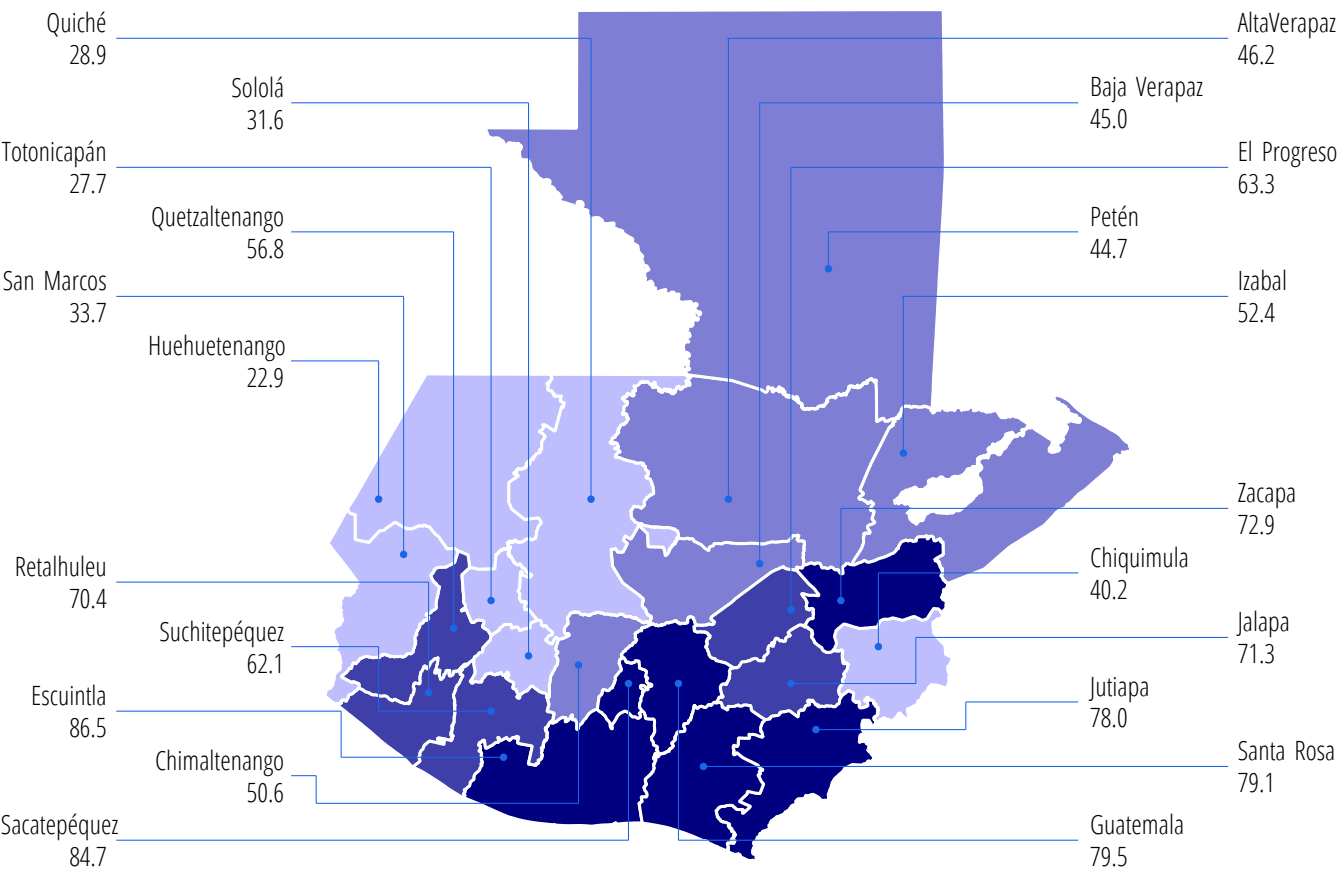 Quiché
28.9
Sololá
31.6
Totonicapán
27.7
Quetzaltenango
56.8
San Marcos
33.7
Huehuetenango
22.9
Retalhuleu
70.4
Suchitepéquez
62.1
Escuintla
86.5
Chimaltenango
50.6
Sacatepéquez
84.7
AltaVerapaz
46.2
Baja Verapaz
45.0
El Progreso
63.3
Petén
44.7
Izabal
52.4
Zacapa
72.9
Chiquimula
40.2
Jalapa
71.3
Jutiapa
78.0
Santa Rosa
79.1
Guatemala
79.5